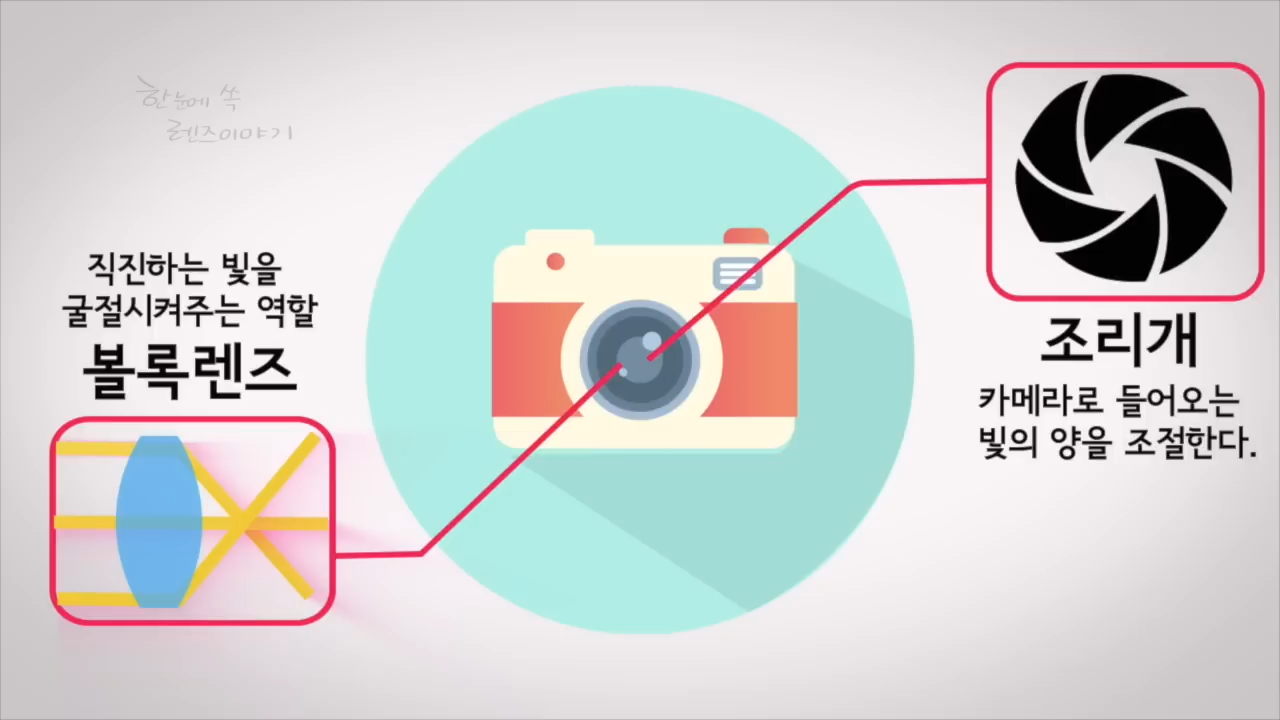 한눈에 쏙
렌즈이야기
직진하는 빛을
굴절시켜주는 역할
볼록렌즈
조리개
카메라로 들어오는
빛의 양을 조절한다.